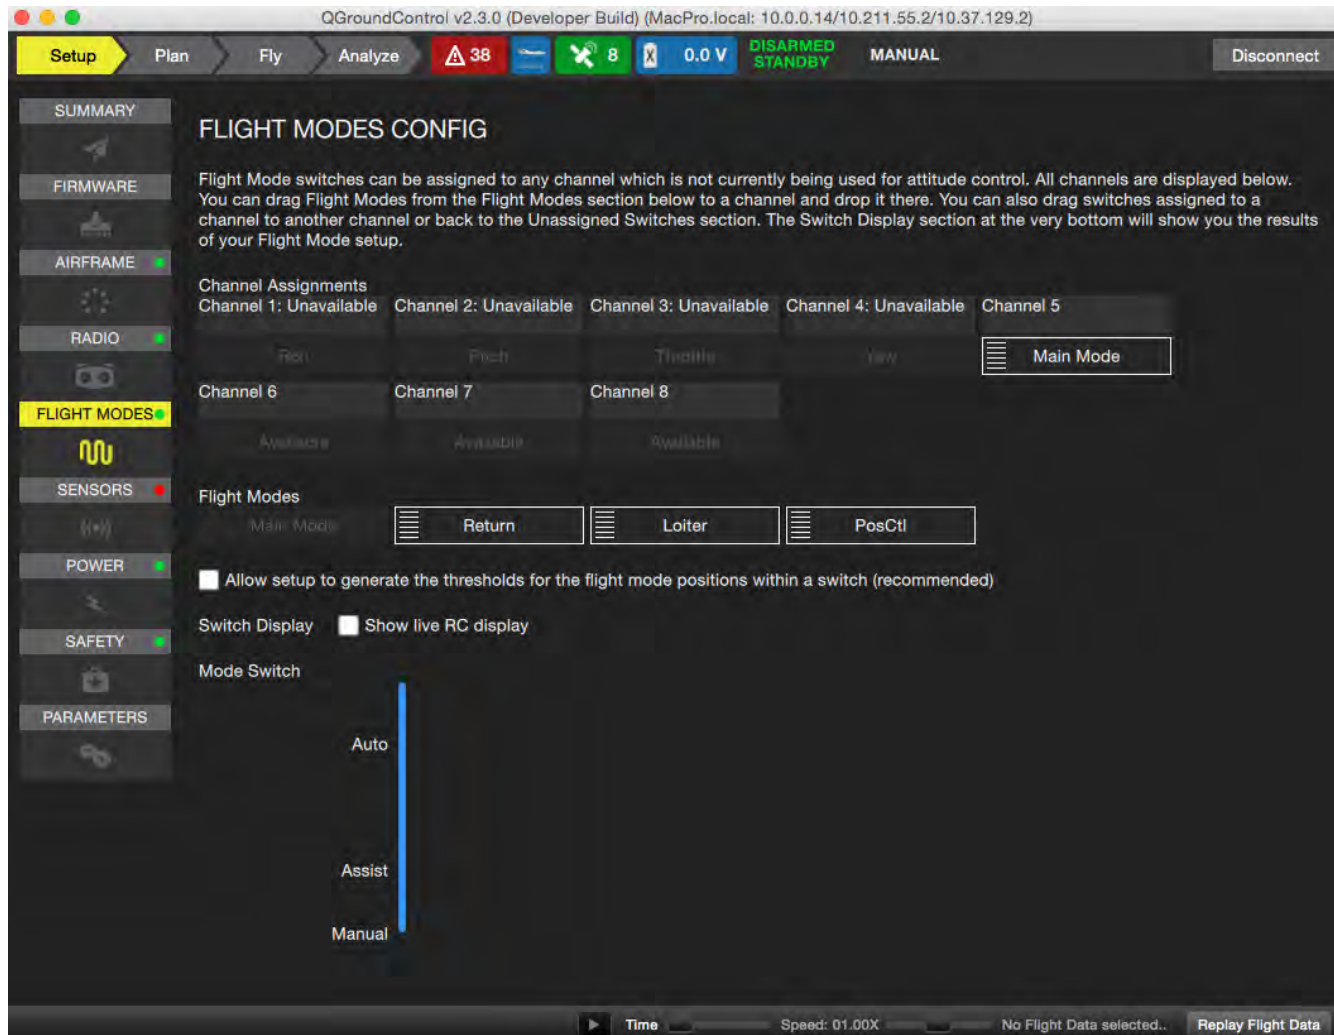 QGroundControl v2.3.0 (Developer Build) (MacPro.local: 10.0.0.14/10.211.55.2/10.37.129.2)
Setup Plan Fly Analyze 38 8 X 0.0 V DISARMED STANDBY MANUAL Disconnect
SUMMARY
FIRMWARE
AIRFRAME
RADIO
FLIGHT MODES
SENSORS
POWER
SAFETY
PARAMETERS
FLIGHT MODES CONFIG
Flight Mode switches can be assigned to any channel which is not currently being used for attitude control. All channels are displayed below.
You can drag Flight Modes from the Flight Modes section below to a channel and drop it there. You can also drag switches assigned to a
channel to another channel or back to the Unassigned Switches section. The Switch Display section at the very bottom will show you the results
of your Flight Mode setup.
Channel Assignments
Channel 1: Unavailable Channel 2: Unavailable Channel 3: Unavailable Channel 4: Unavailable Channel 5
Roll Pitch Throttle Yaw Main Mode
Channel 6 Channel 7 Channel 8
Available Available Available
Flight Modes
Main Mode Return Loiter PosCtl
Allow setup to generate the thresholds for the flight mode positions within a switch (recommended)
Switch Display Show live RC display
Mode Switch
Auto
Assist
Manual
Time Speed: 01.00X No Flight Data selected.. Replay Flight Data